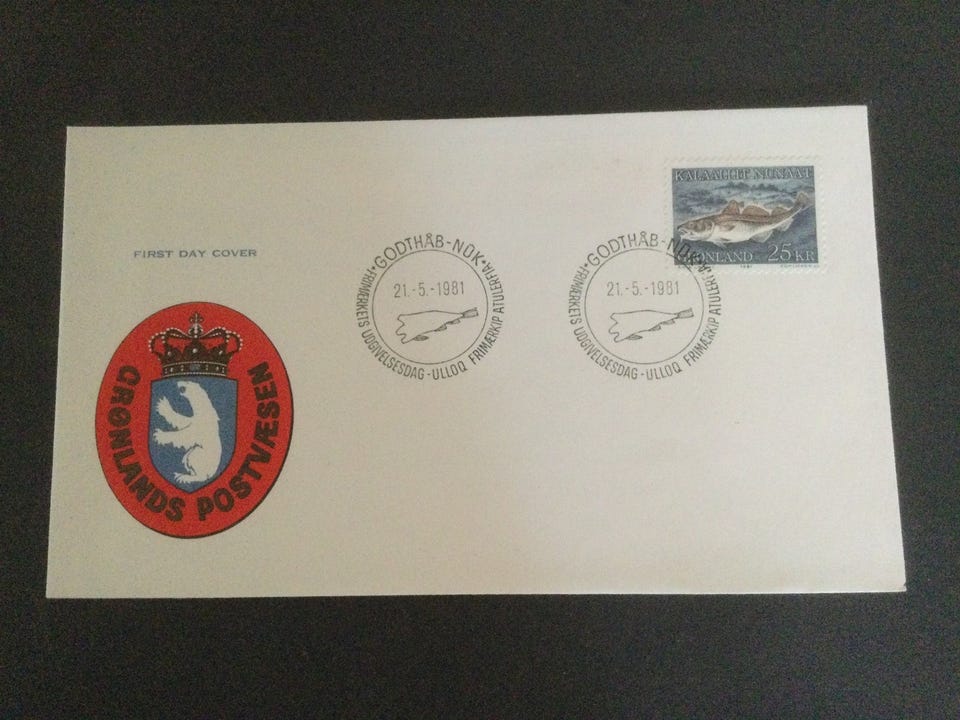 KALAALLIT NUNAAT
GRØNLAND 25 KR
1981
FIRST DAY COVER
GODTHÅB-NÛK
21.-5.-1981
FRIMÆRKETS UDGIVELSESDAG - ULLOQ FRIMÆRKIP ATULERFIA
GODTHÅB-NÛK
21.-5.-1981
FRIMÆRKETS UDGIVELSESDAG - ULLOQ FRIMÆRKIP ATULERFIA
GRØNLANDS POSTVÆSEN